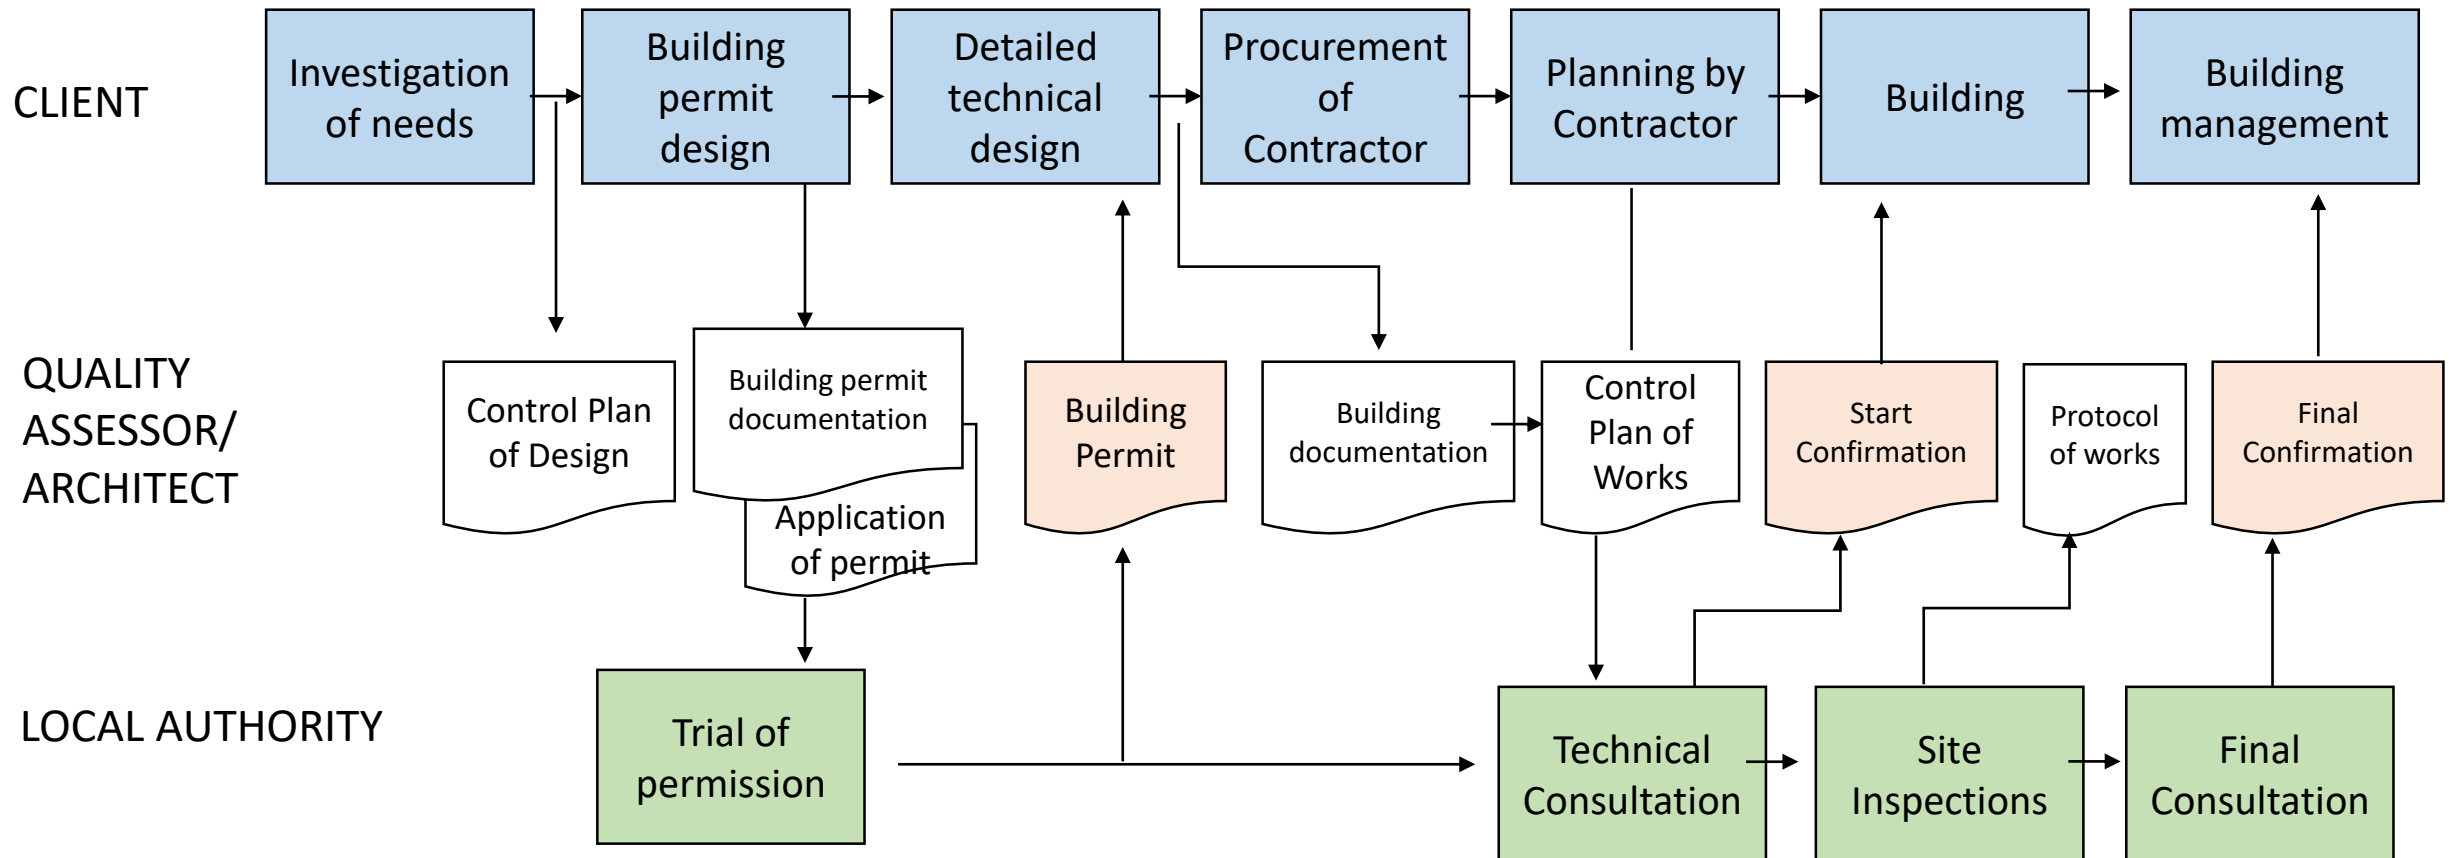 CLIENT
Investigation
of needs
Building
permit
design
Detailed
technical
design
Procurement
of
Contractor
Planning by
Contractor
Building
Building
management
QUALITY
ASSESSOR/
ARCHITECT
Control Plan
of Design
Building permit
documentation
Application
of permit
Building
Permit
Building
documentation
Control
Plan of
Works
Start
Confirmation
Protocol
of works
Final
Confirmation
LOCAL AUTHORITY
Trial of
permission
Technical
Consultation
Site
Inspections
Final
Consultation